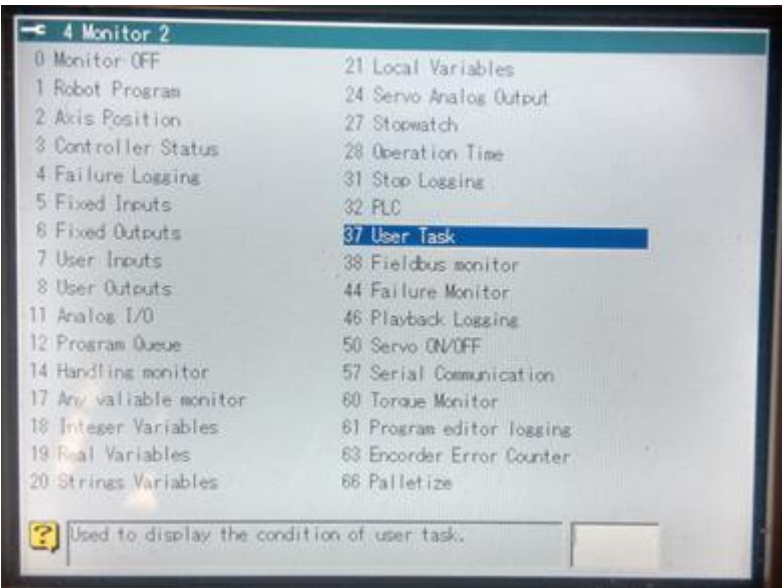 4 Monitor 2
0 Monitor OFF
1 Robot Program
2 Axis Position
3 Controller Status
4 Failure Logging
5 Fixed Inputs
6 Fixed Outputs
7 User Inputs
8 User Outputs
11 Analog I/O
12 Program Queue
14 Handling monitor
17 Any valiable monitor
18 Integer Variables
19 Real Variables
20 Strings Variables
21 Local Variables
24 Servo Analog Output
27 Stopwatch
28 Operation Time
31 Stop Logging
32 PLC
37 User Task
38 Fieldbus monitor
44 Failure Monitor
46 Playback Logging
50 Servo ON/OFF
57 Serial Communication
60 Torque Monitor
61 Program editor logging
63 Encorder Error Counter
66 Palletize
Used to display the condition of user task.